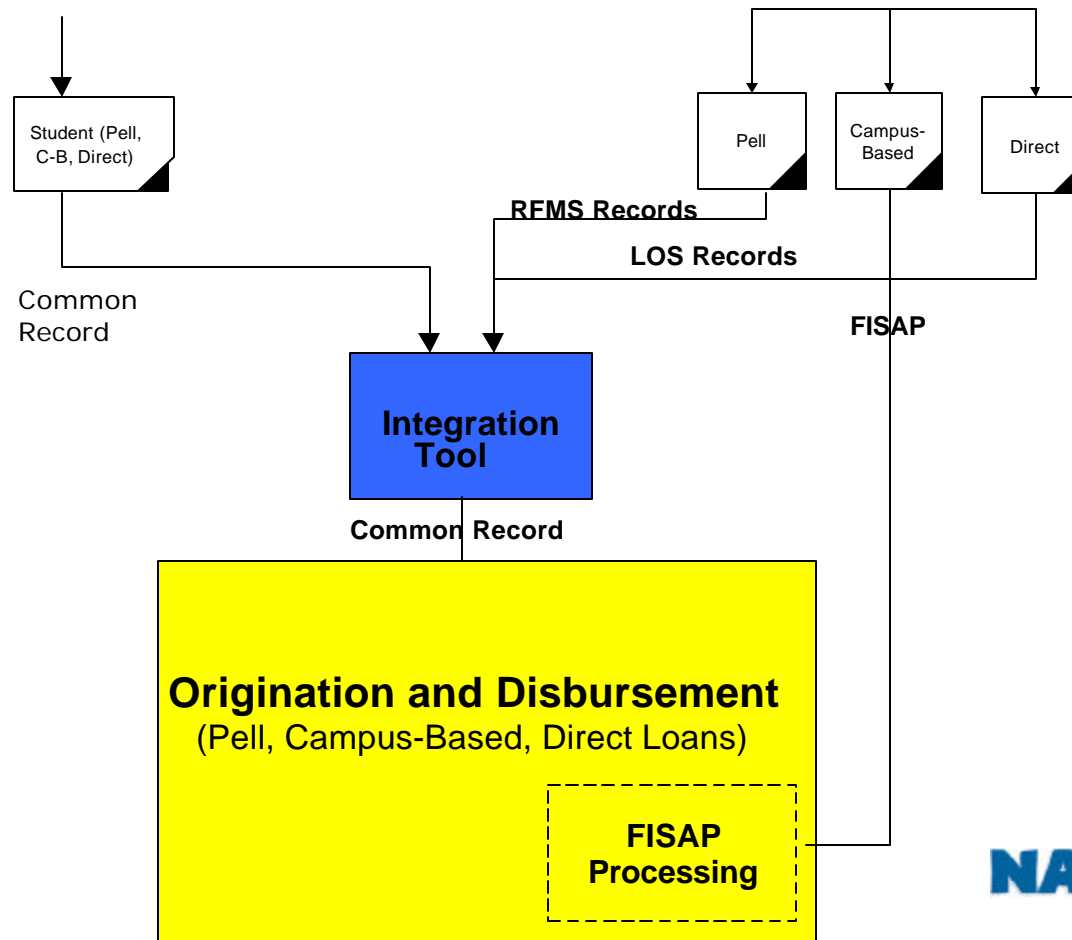 Student (Pell,
C-B, Direct)
Pell
Campus-
Based
Direct
RFMS Records
LOS Records
Common
Record
FISAP
Integration
Tool
Common Record
Origination and Disbursement
(Pell, Campus-Based, Direct Loans)
FISAP
Processing
NA